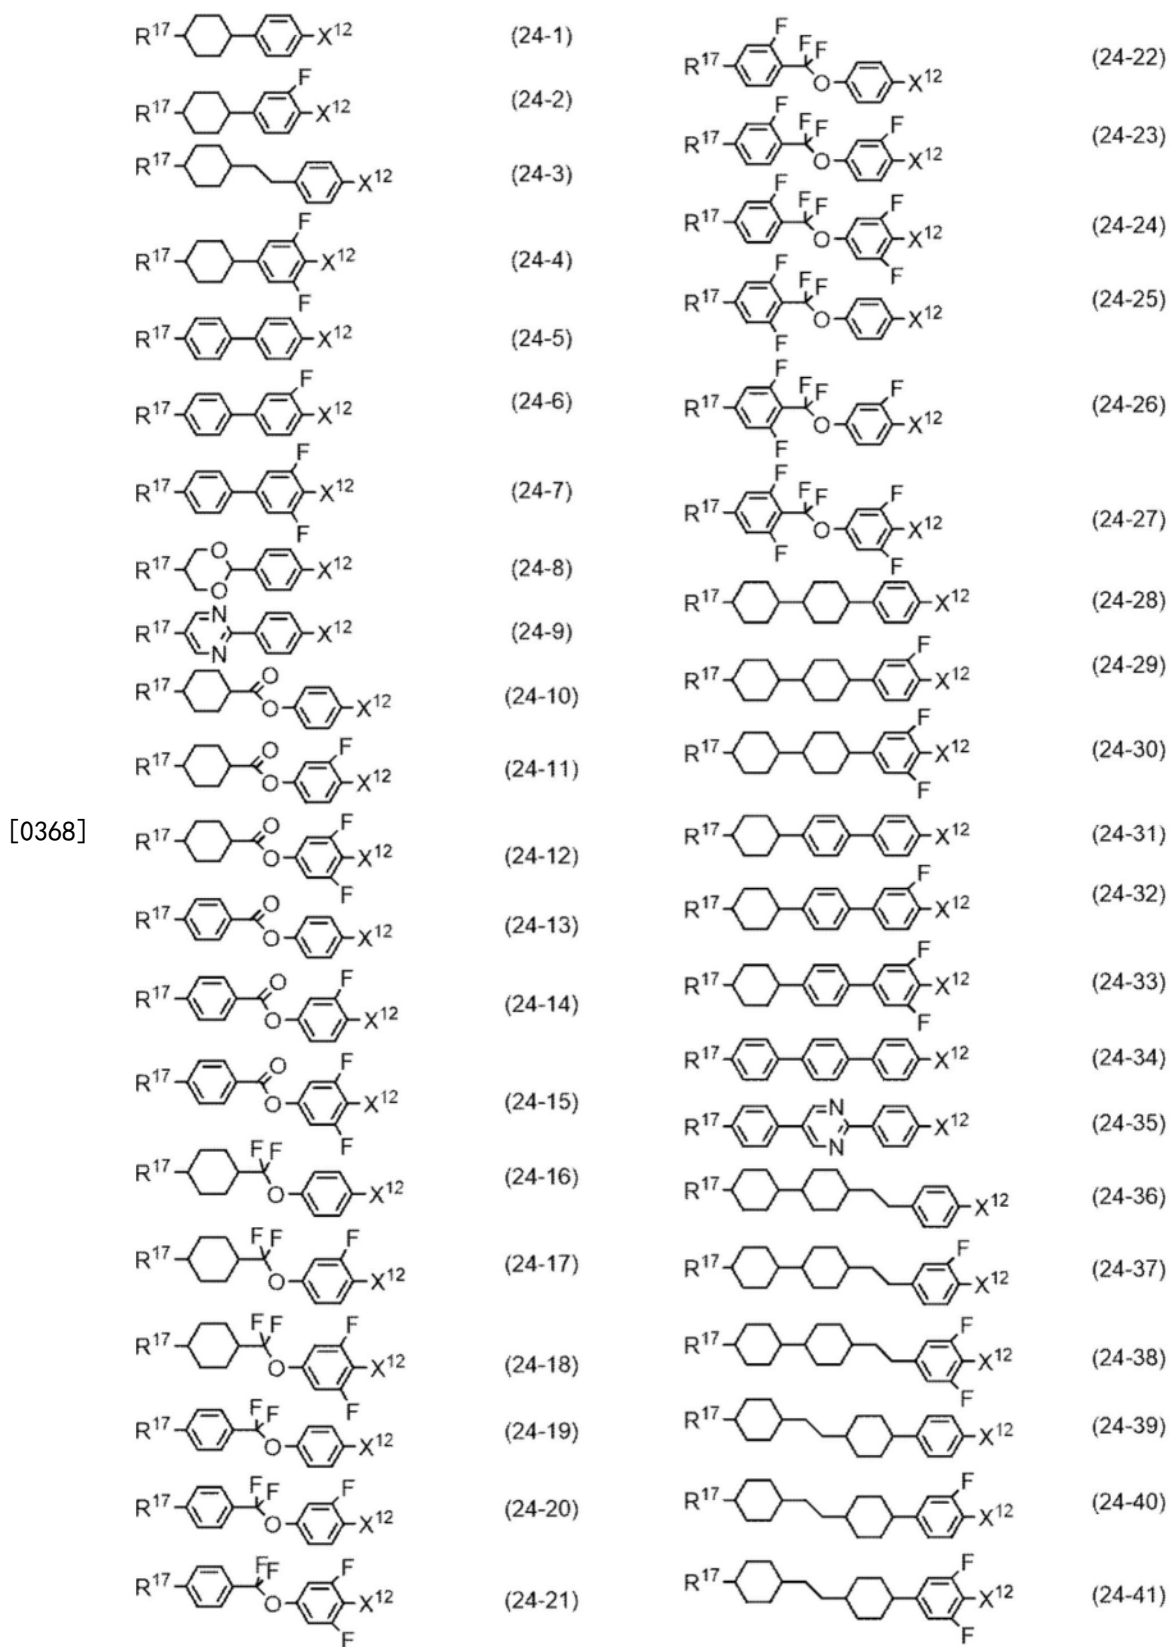 [0368]
R¹⁷ X¹² (24-1)
R¹⁷ F X¹² (24-2)
R¹⁷ X¹² (24-3)
R¹⁷ F X¹² F (24-4)
R¹⁷ X¹² (24-5)
R¹⁷ F X¹² (24-6)
R¹⁷ F X¹² F (24-7)
R¹⁷ O O X¹² (24-8)
R¹⁷ N N X¹² (24-9)
R¹⁷ O O X¹² (24-10)
R¹⁷ O O F X¹² (24-11)
R¹⁷ O O F X¹² F (24-12)
R¹⁷ O O X¹² (24-13)
R¹⁷ O O F X¹² (24-14)
R¹⁷ O O F X¹² F (24-15)
R¹⁷ F F O X¹² (24-16)
R¹⁷ F F O F X¹² (24-17)
R¹⁷ F F O F X¹² F (24-18)
R¹⁷ F F O X¹² (24-19)
R¹⁷ F F O F X¹² (24-20)
R¹⁷ F F O F X¹² F (24-21)
R¹⁷ F F F O X¹² (24-22)
R¹⁷ F F F O F X¹² (24-23)
R¹⁷ F F F O F X¹² F (24-24)
R¹⁷ F F F F O X¹² (24-25)
R¹⁷ F F F F O F X¹² (24-26)
R¹⁷ F F F F O F X¹² F (24-27)
R¹⁷ X¹² (24-28)
R¹⁷ F X¹² (24-29)
R¹⁷ F X¹² F (24-30)
R¹⁷ X¹² (24-31)
R¹⁷ F X¹² (24-32)
R¹⁷ F X¹² F (24-33)
R¹⁷ X¹² (24-34)
R¹⁷ N N X¹² (24-35)
R¹⁷ X¹² (24-36)
R¹⁷ F X¹² (24-37)
R¹⁷ F X¹² F (24-38)
R¹⁷ X¹² (24-39)
R¹⁷ F X¹² (24-40)
R¹⁷ F X¹² F (24-41)